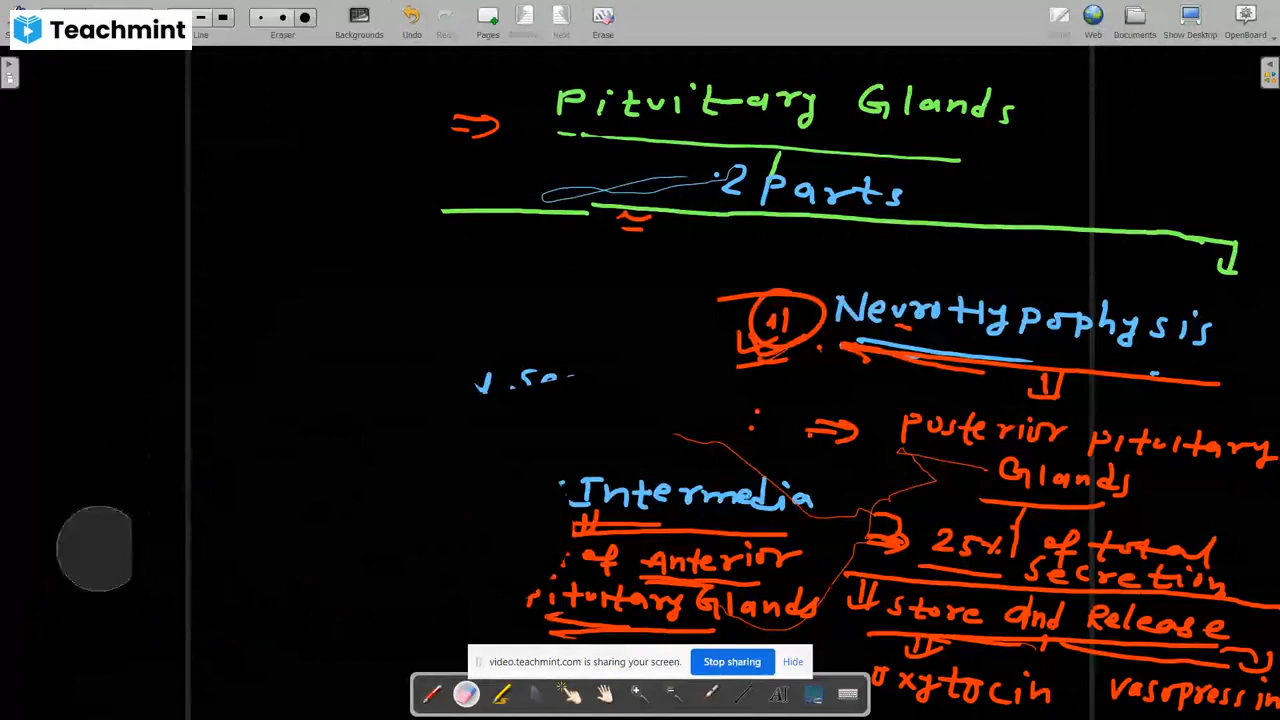 Teachmint
Line
Eraser
Backgrounds
Undo
Redo
Pages
Next
Erase
Web
Documents
Show Desktop
OpenBoard
Pituitary Glands
2 Parts
NeuroHypophysis
Posterior pituitary
Glands
25% of total
secretion
store and Release
oxytocin vasopressin
Intermedia
of Anterior
Pituitary Glands
video.teachmint.com is sharing your screen. Stop sharing Hide